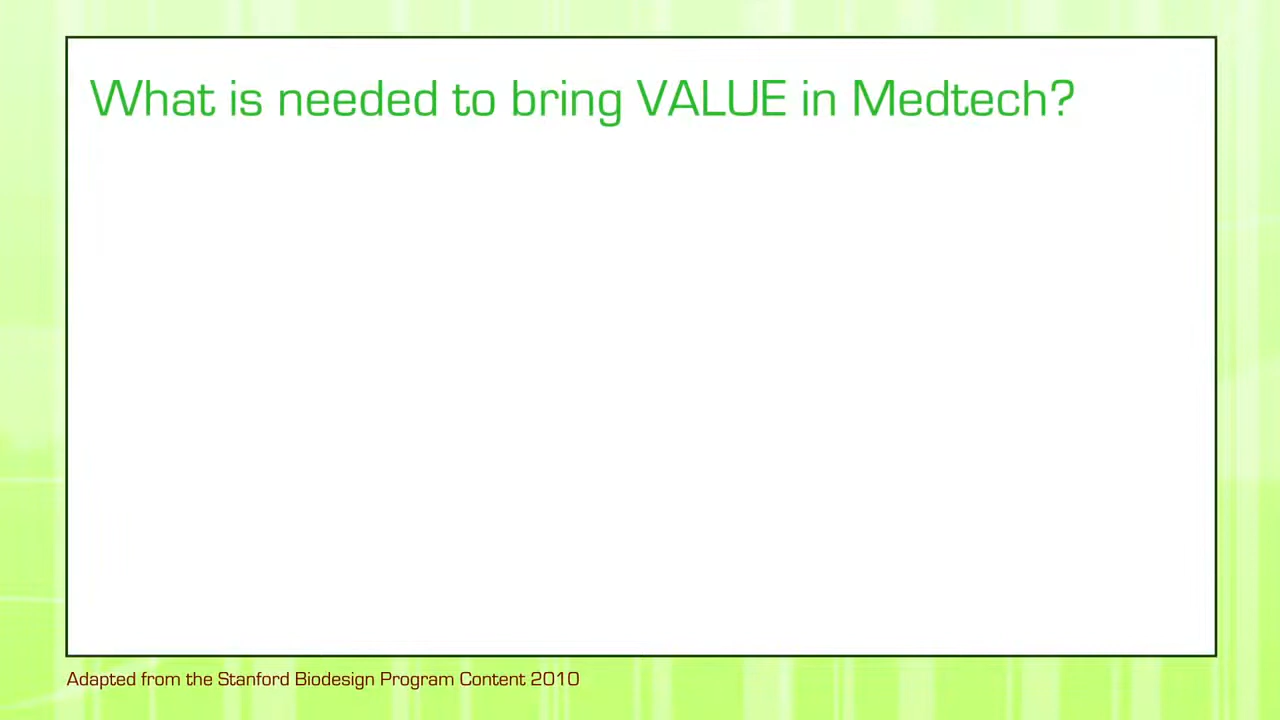 What is needed to bring VALUE in Medtech?
Adapted from the Stanford Biodesign Program Content 2010